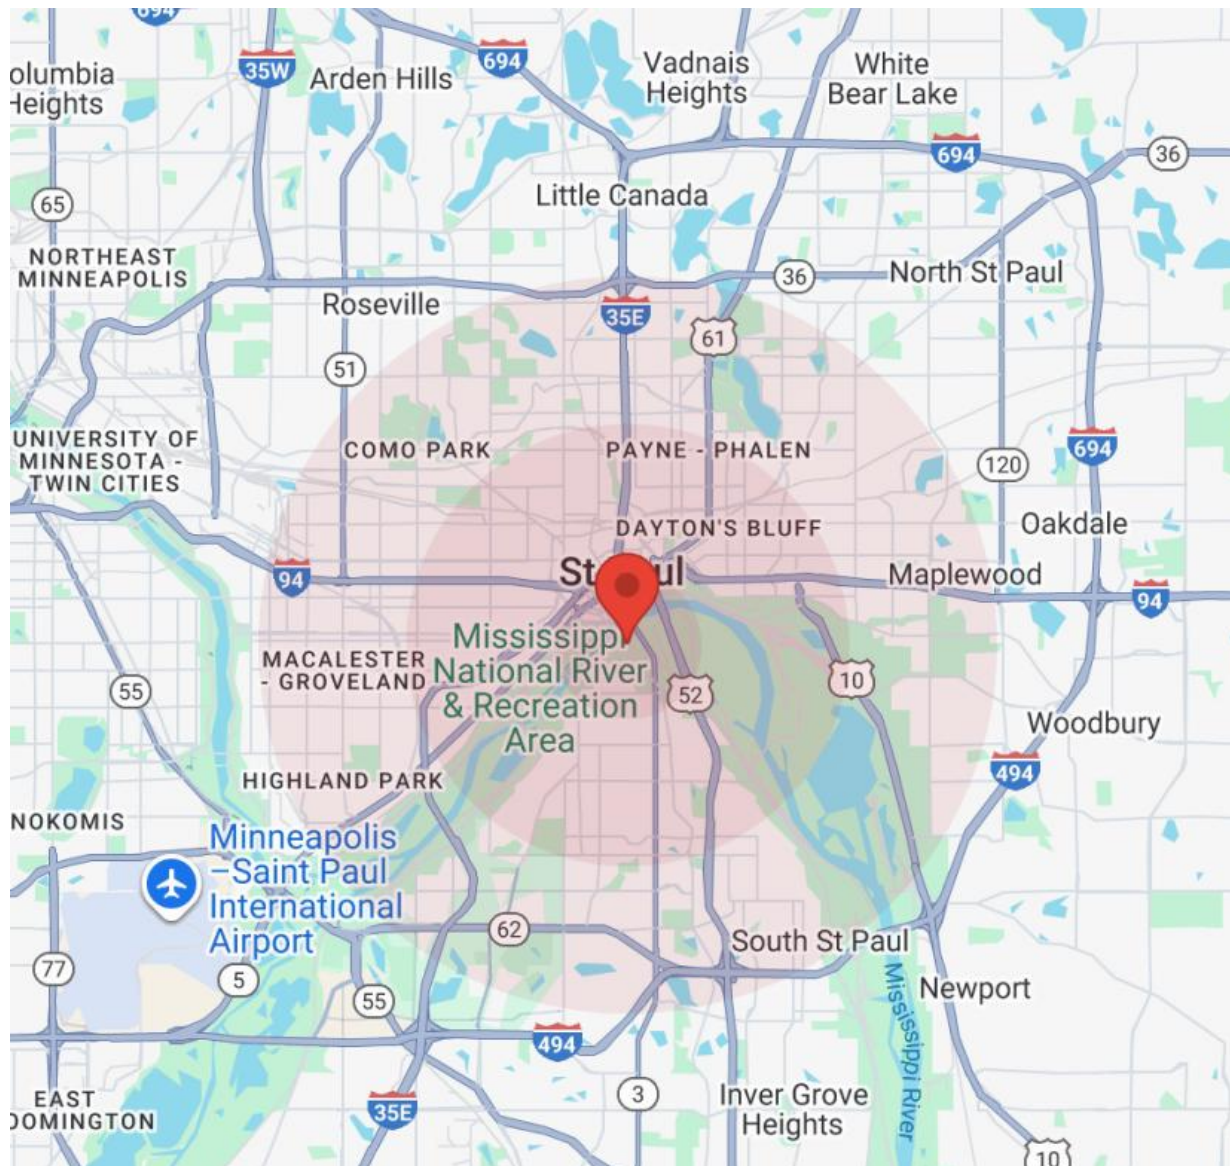 694
35W
Arden Hills
694
Vadnais
Heights
White
Bear Lake
olumbia
Heights
694
36
65
Little Canada
NORTHEAST
MINNEAPOLIS
36
North St Paul
Roseville
35E
61
51
UNIVERSITY OF
MINNESOTA -
TWIN CITIES
COMO PARK
PAYNE - PHALEN
694
120
DAYTON'S BLUFF
Oakdale
94
St ul
Maplewood
94
Mississippi
National River
& Recreation
Area
MACALESTER
- GROVELAND
55
52
10
Woodbury
HIGHLAND PARK
494
NOKOMIS
Minneapolis
–Saint Paul
International
Airport
62
South St Paul
77
5
55
Newport
Mississippi River
494
EAST
OOMINGTON
35E
3
Inver Grove
Heights
10